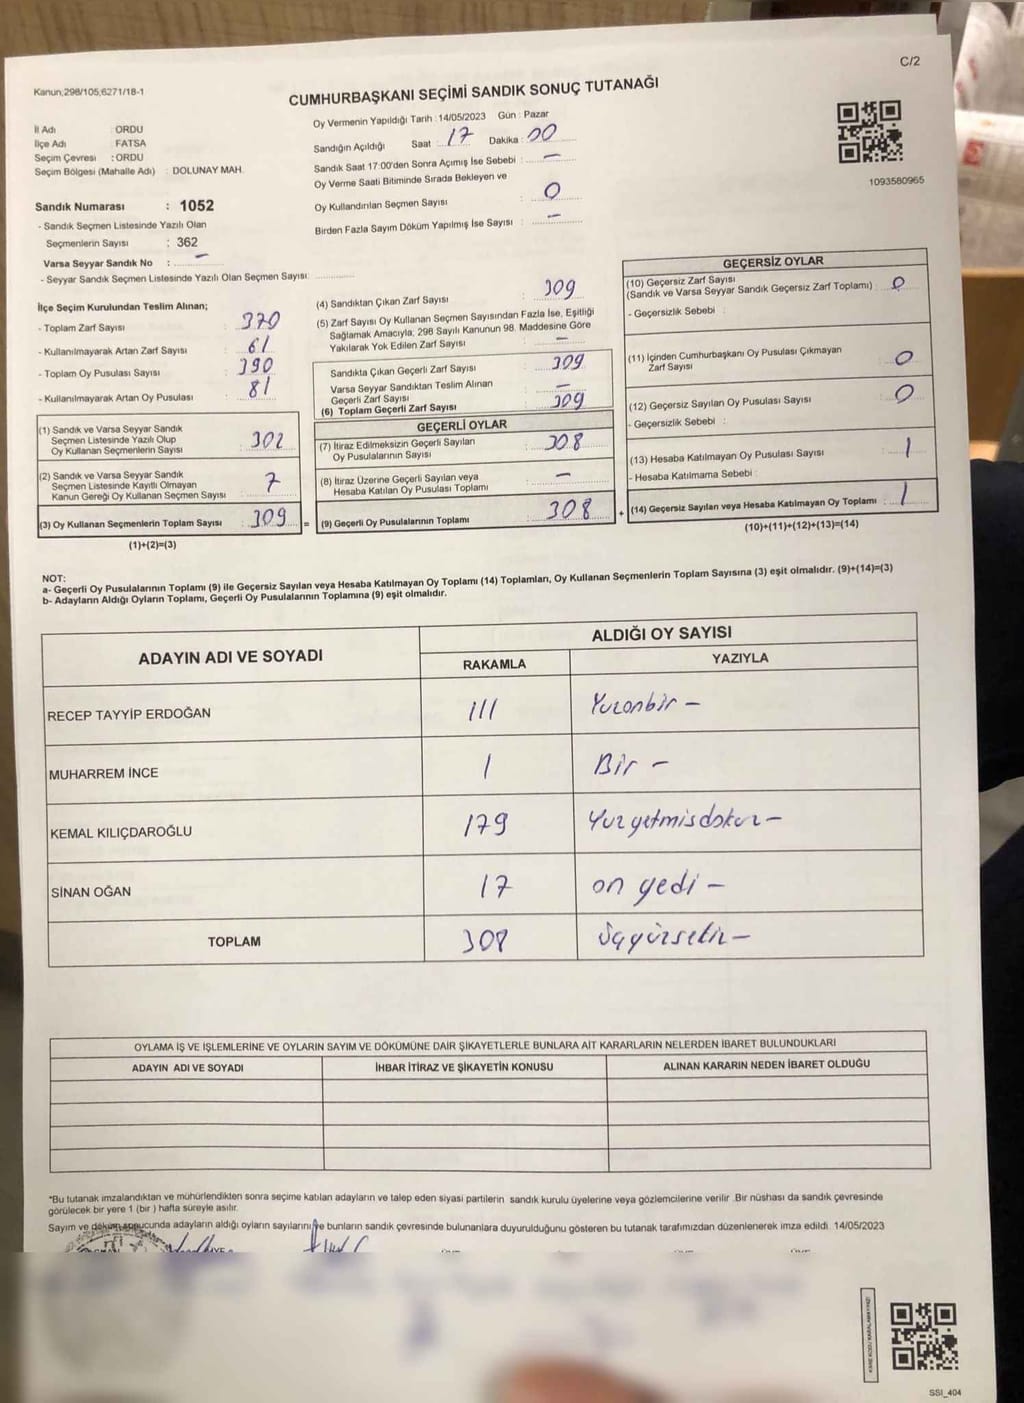 C/2
Kanun;298/105,6271/18-1
CUMHURBAŞKANI SEÇİMİ SANDIK SONUÇ TUTANAĞI
İl Adı : ORDU
İlçe Adı : FATSA
Seçim Çevresi : ORDU
Seçim Bölgesi (Mahalle Adı) : DOLUNAY MAH.
Oy Vermenin Yapıldığı Tarih : 14/05/2023 Gün : Pazar
Sandığın Açıldığı Saat : 17 Dakika : 00
Sandık Saat 17:00'den Sonra Açımış İse Sebebi : –
Oy Verme Saati Bitiminde Sırada Bekleyen ve
Oy Kullandırılan Seçmen Sayısı : 0
Birden Fazla Sayım Döküm Yapılmış İse Sayısı : –
1093580965
Sandık Numarası : 1052
- Sandık Seçmen Listesinde Yazılı Olan
Seçmenlerin Sayısı : 362
Varsa Seyyar Sandık No : –
- Seyyar Sandık Seçmen Listesinde Yazılı Olan Seçmen Sayısı:
İlçe Seçim Kurulundan Teslim Alınan;
- Toplam Zarf Sayısı : 370
- Kullanılmayarak Artan Zarf Sayısı : 61
- Toplam Oy Pusulası Sayısı : 390
- Kullanılmayarak Artan Oy Pusulası : 81
(1) Sandık ve Varsa Seyyar Sandık
Seçmen Listesinde Yazılı Olup
Oy Kullanan Seçmenlerin Sayısı : 302
(2) Sandık ve Varsa Seyyar Sandık
Seçmen Listesinde Kayıtlı Olmayan
Kanun Gereği Oy Kullanan Seçmen Sayısı : 7
(3) Oy Kullanan Seçmenlerin Toplam Sayısı : 309
(1)+(2)=(3)
(4) Sandıktan Çıkan Zarf Sayısı : 309
(5) Zarf Sayısı Oy Kullanan Seçmen Sayısından Fazla İse, Eşitliği
Sağlamak Amacıyla, 298 Sayılı Kanunun 98. Maddesine Göre
Yakılarak Yok Edilen Zarf Sayısı : –
Sandıkta Çıkan Geçerli Zarf Sayısı : 309
Varsa Seyyar Sandıktan Teslim Alınan
Geçerli Zarf Sayısı : –
(6) Toplam Geçerli Zarf Sayısı : 309
GEÇERLİ OYLAR
(7) İtiraz Edilmeksizin Geçerli Sayılan
Oy Pusulasının Sayısı : 308
(8) İtiraz Üzerine Geçerli Sayılan veya
Hesaba Katılan Oy Pusulası Toplamı : –
= (9) Geçerli Oy Pusulalarının Toplamı : 308
GEÇERSİZ OYLAR
(10) Geçersiz Zarf Sayısı
(Sandık ve Varsa Seyyar Sandık Geçersiz Zarf Toplamı) : 0
- Geçersizlik Sebebi :
(11) İçinden Cumhurbaşkanı Oy Pusulası Çıkmayan
Zarf Sayısı : 0
(12) Geçersiz Sayılan Oy Pusulası Sayısı : 0
- Geçersizlik Sebebi :
(13) Hesaba Katılmayan Oy Pusulası Sayısı : 1
- Hesaba Katılmama Sebebi :
+ (14) Geçersiz Sayılan veya Hesaba Katılmayan Oy Toplamı : 1
(10)+(11)+(12)+(13)=(14)
NOT:
a- Geçerli Oy Pusulalarının Toplamı (9) ile Geçersiz Sayılan veya Hesaba Katılmayan Oy Toplamı (14) Toplamları, Oy Kullanan Seçmenlerin Toplam Sayısına (3) eşit olmalıdır. (9)+(14)=(3)
b- Adayların Aldığı Oyların Toplamı, Geçerli Oy Pusulalarının Toplamına (9) eşit olmalıdır.
ADAYIN ADI VE SOYADI ALDIĞI OY SAYISI
RAKAMLA YAZIYLA
RECEP TAYYİP ERDOĞAN 111 Yuzonbir –
MUHARREM İNCE 1 Bir –
KEMAL KILIÇDAROĞLU 179 Yuzyetmisdokuz –
SİNAN OĞAN 17 on yedi –
TOPLAM 308 üçyüzsekiz –
OYLAMA İŞ VE İŞLEMLERİNE VE OYLARIN SAYIM VE DÖKÜMÜNE DAİR ŞİKAYETLERLE BUNLARA AİT KARARLARIN NELERDEN İBARET BULUNDUKLARI
ADAYIN ADI VE SOYADI İHBAR İTİRAZ VE ŞİKAYETİN KONUSU ALINAN KARARIN NEDEN İBARET OLDUĞU
*Bu tutanak imzalandıktan ve mühürlendikten sonra seçime katılan adayların ve talep eden siyasi partilerin sandık kurulu üyelerine veya gözlemcilerine verilir .Bir nüshası da sandık çevresinde
görülecek bir yere 1 (bir ) hafta süreyle asılır.
Sayım ve döküm sonucunda adayların aldığı oyların sayılarını ve bunların sandık çevresinde bulunanlara duyurulduğunu gösteren bu tutanak tarafımızdan düzenlenerek imza edildi. 14/05/2023
SSI_404